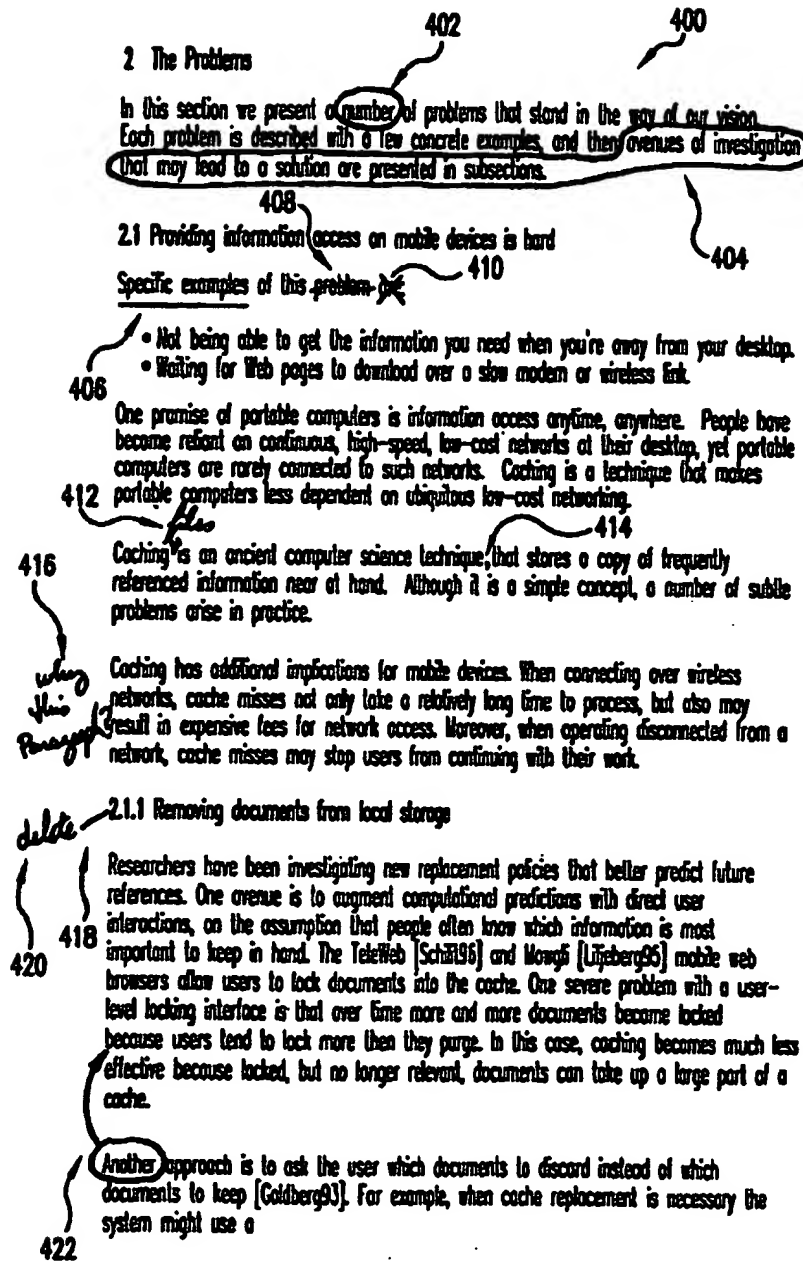 402
400
2 The Problems
In this section we present a number of problems that stand in the way of our vision.
Each problem is described with a few concrete examples, and then avenues of investigation
that may lead to a solution are presented in subsections.
408
404
2.1 Providing information access on mobile devices is hard
410
Specific examples of this problem are
• Not being able to get the information you need when you're away from your desktop.
406
• Waiting for Web pages to download over a slow modem or wireless link.
One promise of portable computers is information access anytime, anywhere. People have
become reliant on continuous, high-speed, low-cost networks at their desktop, yet portable
computers are rarely connected to such networks. Caching is a technique that makes
portable computers less dependent on ubiquitous low-cost networking.
412
files
414
416
Caching is an ancient computer science technique, that stores a copy of frequently
referenced information near at hand. Although it is a simple concept, a number of subtle
problems arise in practice.
why
this
Paragraph?
Caching has additional implications for mobile devices. When connecting over wireless
networks, cache misses not only take a relatively long time to process, but also may
result in expensive fees for network access. Moreover, when operating disconnected from a
network, cache misses may stop users from continuing with their work.
delete
2.1.1 Removing documents from local storage
420
418
Researchers have been investigating new replacement policies that better predict future
references. One avenue is to augment computational predictions with direct user
interactions, on the assumption that people often know which information is most
important to keep in hand. The TeleWeb and mobile web
browsers allow users to lock documents into the cache. One severe problem with a user-
level locking interface is that over time more and more documents become locked
because users tend to lock more then they purge. In this case, caching becomes much less
effective because locked, but no longer relevant, documents can take up a large part of a
cache.
422
Another approach is to ask the user which documents to discard instead of which
documents to keep [Goldberg93]. For example, when cache replacement is necessary the
system might use a